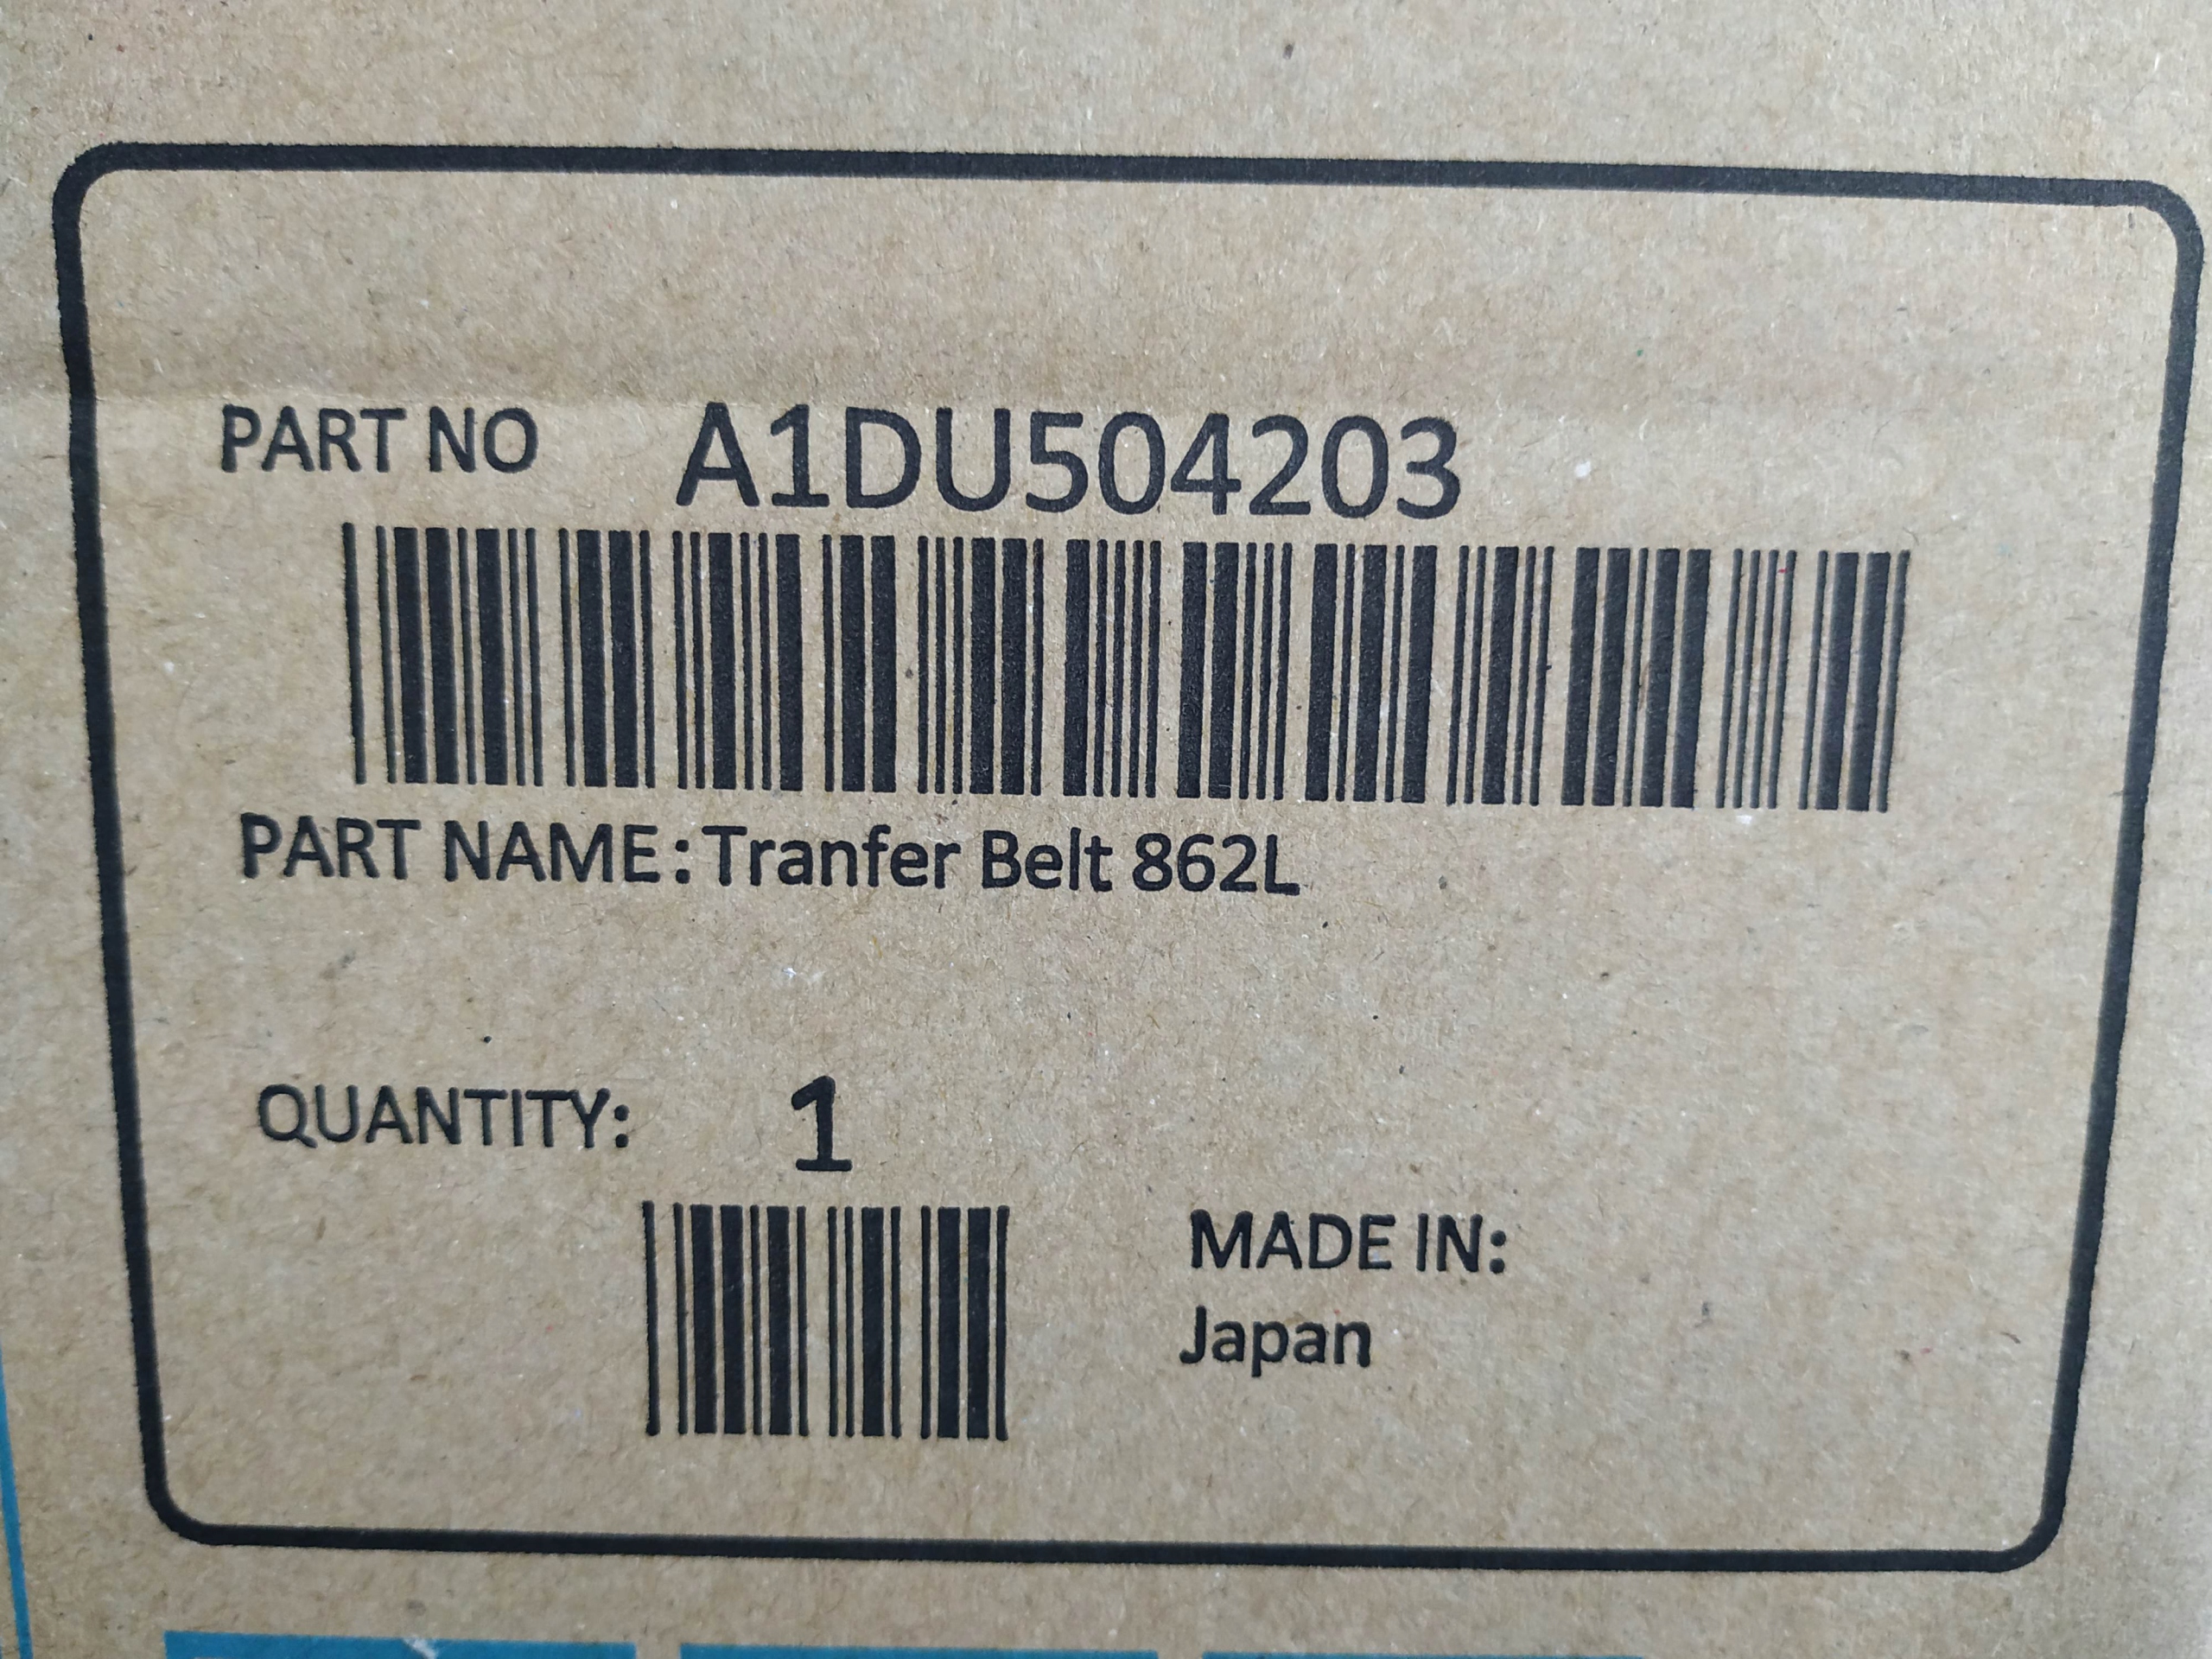 PART NO A1DU504203
PART NAME: Tranfer Belt 862L
QUANTITY: 1
MADE IN:
Japan